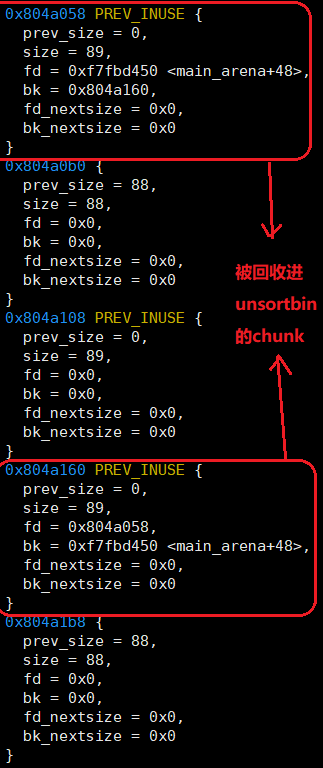 0x804a058 PREV_INUSE {
prev_size = 0,
size = 89,
fd = 0xf7fbd450 <main_arena+48>,
bk = 0x804a160,
fd_nextsize = 0x0,
bk_nextsize = 0x0
}
0x804a0b0 {
prev_size = 88,
size = 88,
fd = 0x0,
bk = 0x0,
fd_nextsize = 0x0,
bk_nextsize = 0x0
}
被回收进
unsortbin
的chunk
0x804a108 PREV_INUSE {
prev_size = 0,
size = 89,
fd = 0x0,
bk = 0x0,
fd_nextsize = 0x0,
bk_nextsize = 0x0
}
0x804a160 PREV_INUSE {
prev_size = 0,
size = 89,
fd = 0x804a058,
bk = 0xf7fbd450 <main_arena+48>,
fd_nextsize = 0x0,
bk_nextsize = 0x0
}
0x804a1b8 {
prev_size = 88,
size = 88,
fd = 0x0,
bk = 0x0,
fd_nextsize = 0x0,
bk_nextsize = 0x0
}